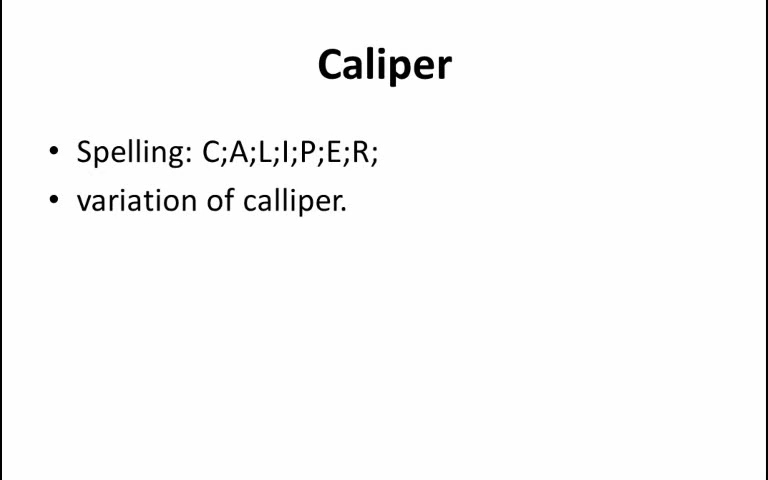 Caliper
• Spelling: C;A;L;I;P;E;R;
• variation of calliper.